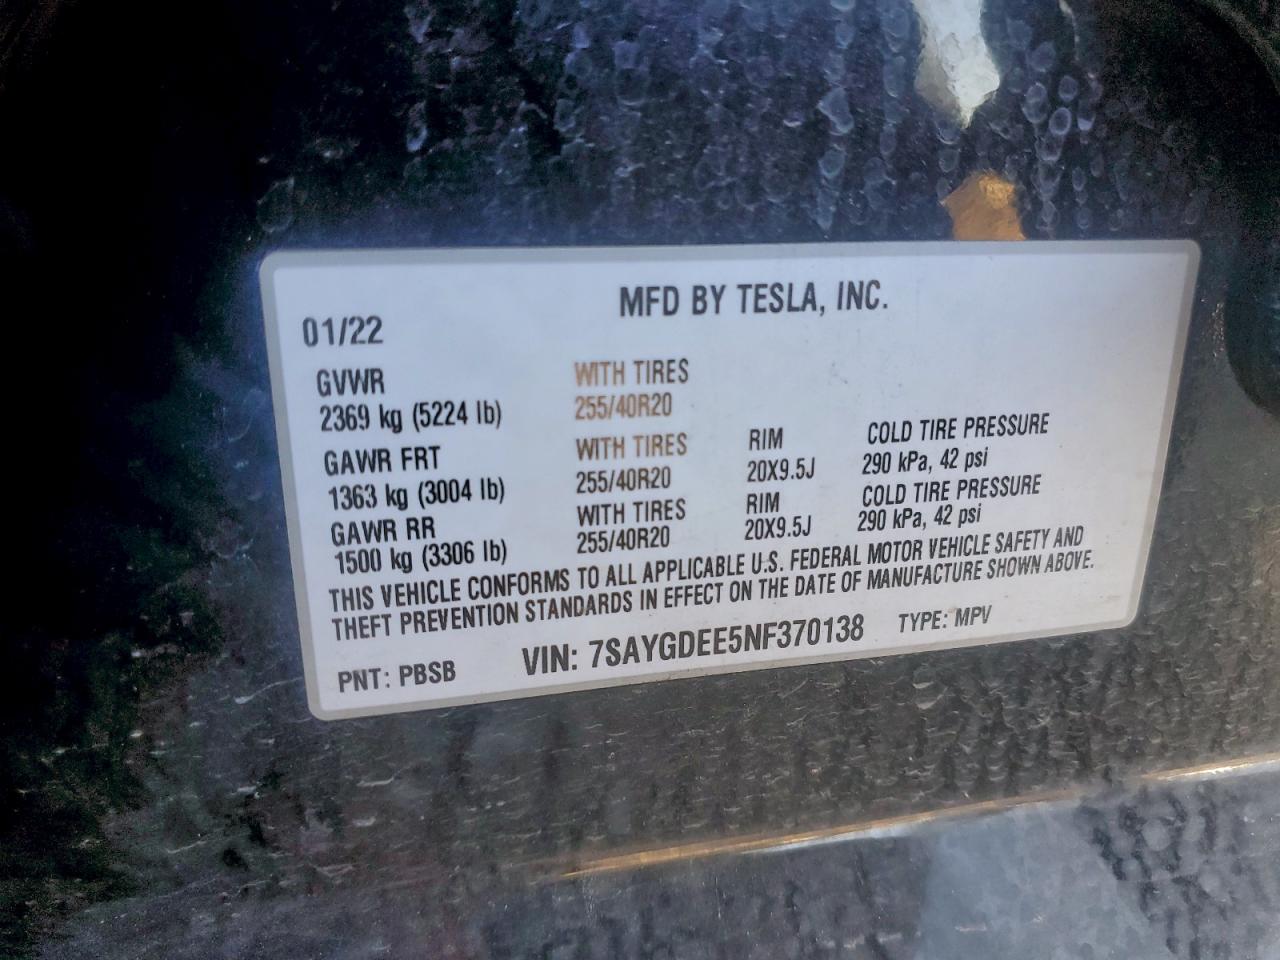 MFD BY TESLA, INC.
01/22
GVWR WITH TIRES
2369 kg (5224 lb) 255/40R20
GAWR FRT WITH TIRES RIM COLD TIRE PRESSURE
1363 kg (3004 lb) 255/40R20 20X9.5J 290 kPa, 42 psi
GAWR RR WITH TIRES RIM COLD TIRE PRESSURE
1500 kg (3306 lb) 255/40R20 20X9.5J 290 kPa, 42 psi
THIS VEHICLE CONFORMS TO ALL APPLICABLE U.S. FEDERAL MOTOR VEHICLE SAFETY AND
THEFT PREVENTION STANDARDS IN EFFECT ON THE DATE OF MANUFACTURE SHOWN ABOVE.
PNT: PBSB VIN: 7SAYGDEE5NF370138 TYPE: MPV